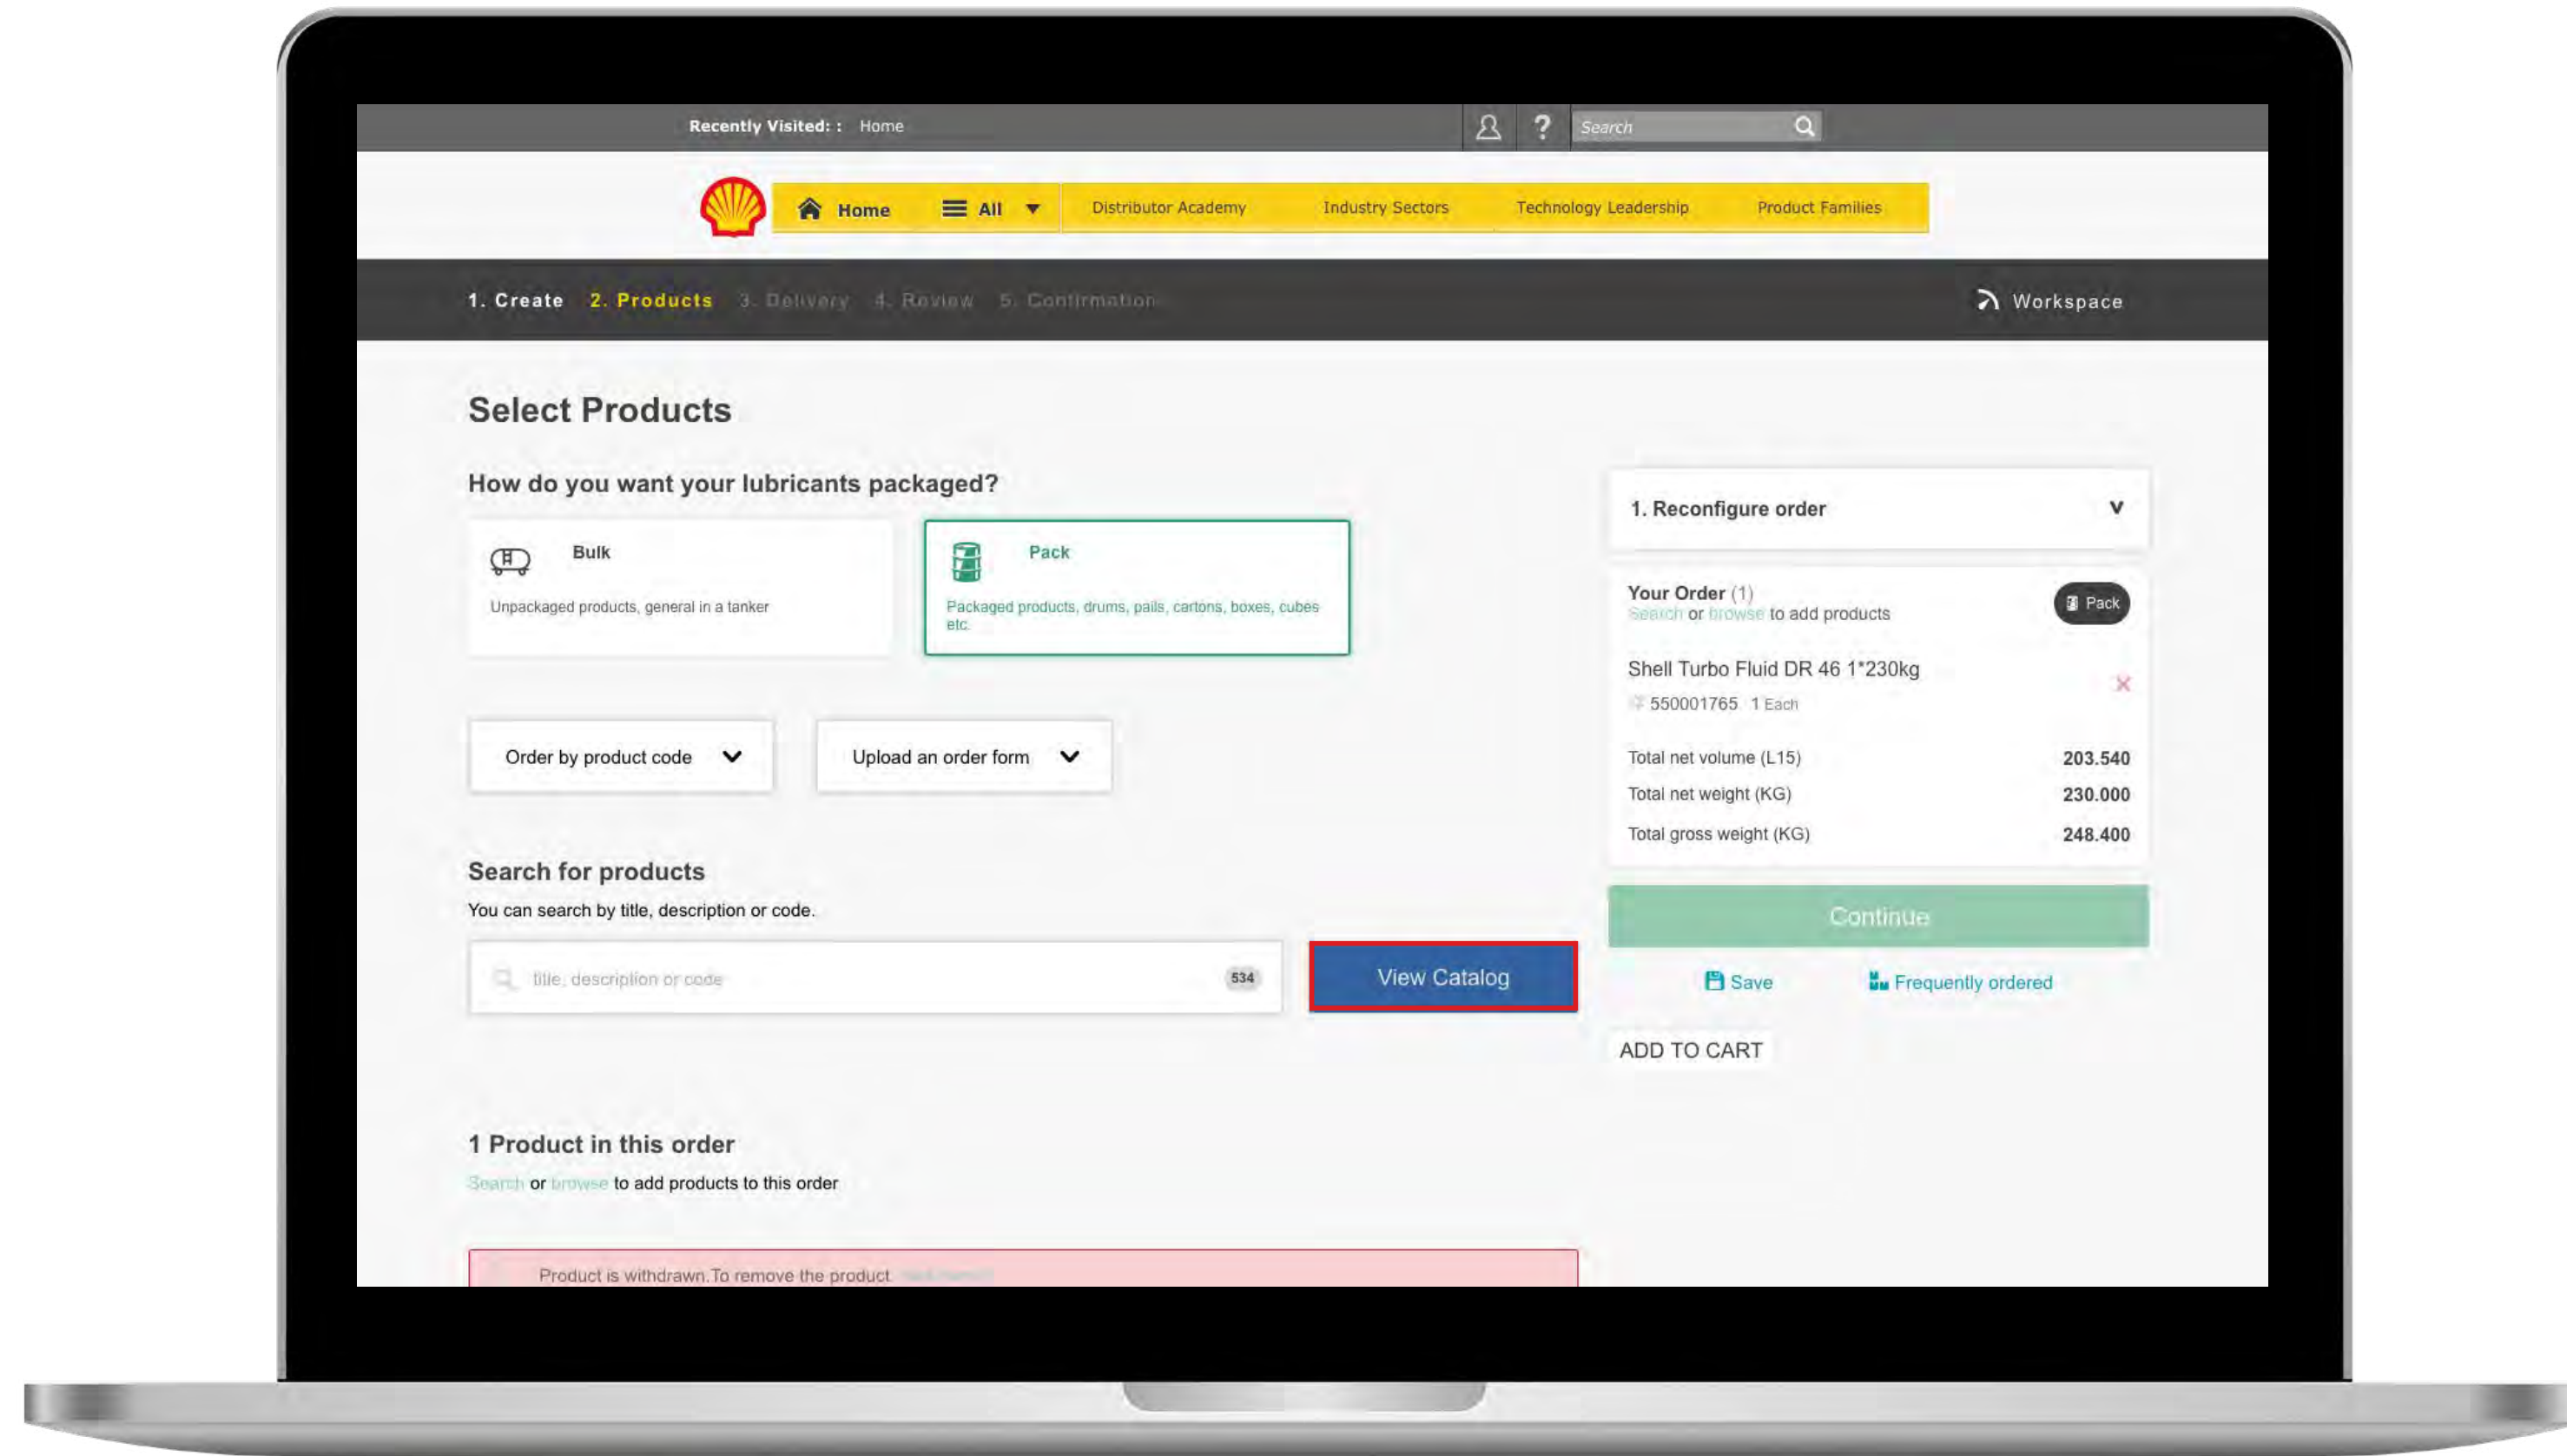 Recently Visited: :   Home
Search
Home
All
Distributor Academy
Industry Sectors
Technology Leadership
Product Families
1. Create   2. Products   3. Delivery   4. Review   5. Confirmation
Workspace
Select Products
How do you want your lubricants packaged?
Bulk
Unpackaged products, general in a tanker
Pack
Packaged products, drums, pails, cartons, boxes, cubes
etc.
Order by product code
Upload an order form
Search for products
You can search by title, description or code.
title, description or code
534
View Catalog
1 Product in this order
Search or browse to add products to this order
Product is withdrawn.To remove the product
1. Reconfigure order
Your Order (1)
Search or browse to add products
Pack
Shell Turbo Fluid DR 46 1*230kg
550001765   1 Each
Total net volume (L15)   203.540
Total net weight (KG)   230.000
Total gross weight (KG)   248.400
Continue
Save
Frequently ordered
ADD TO CART